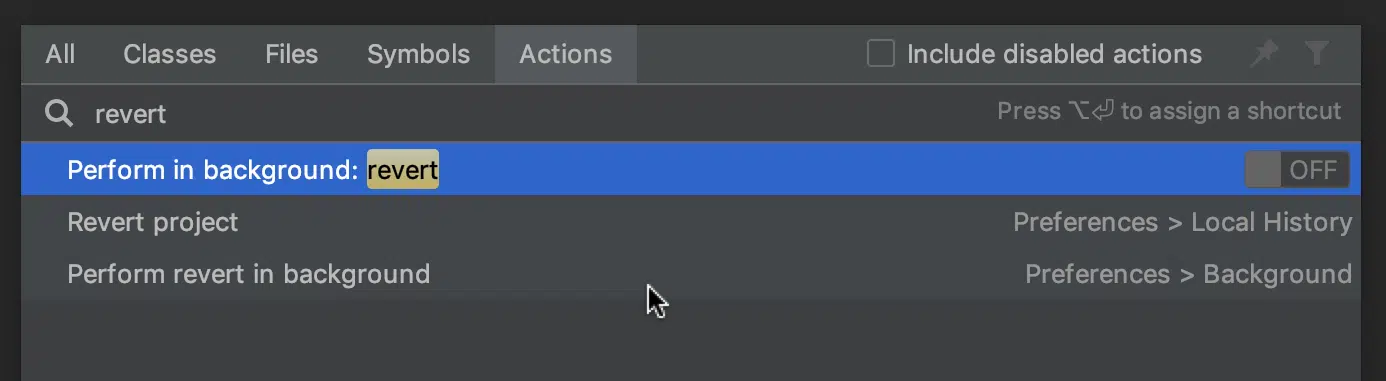 All Classes Files Symbols Actions Include disabled actions
revert Press ⌥⏎ to assign a shortcut
Perform in background: revert OFF
Revert project Preferences > Local History
Perform revert in background Preferences > Background